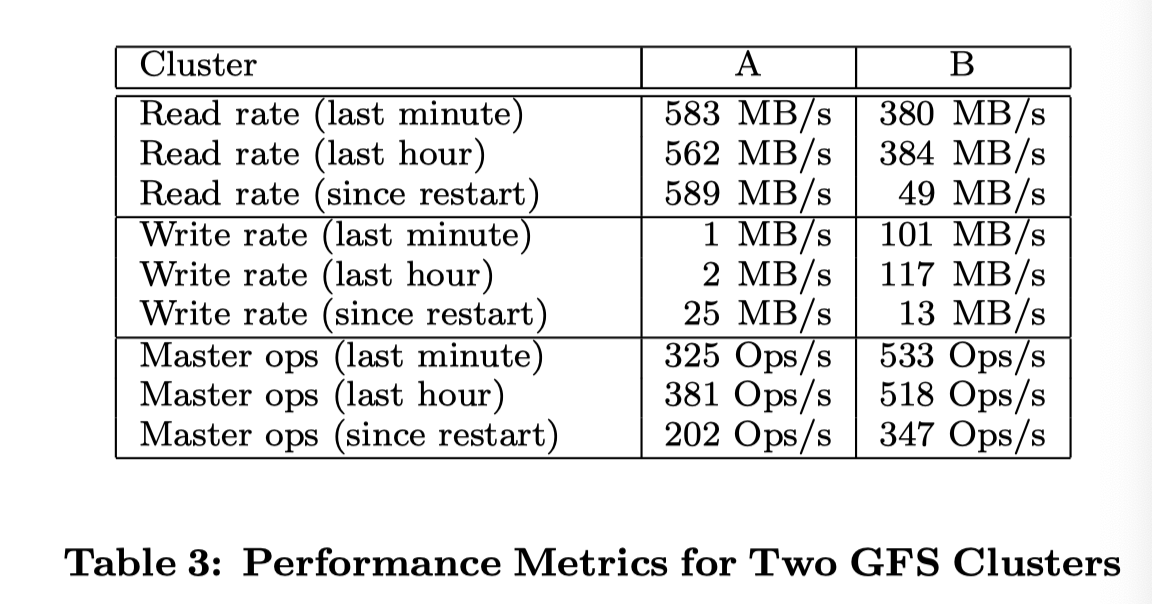 Cluster A B
Read rate (last minute) 583 MB/s 380 MB/s
Read rate (last hour) 562 MB/s 384 MB/s
Read rate (since restart) 589 MB/s 49 MB/s
Write rate (last minute) 1 MB/s 101 MB/s
Write rate (last hour) 2 MB/s 117 MB/s
Write rate (since restart) 25 MB/s 13 MB/s
Master ops (last minute) 325 Ops/s 533 Ops/s
Master ops (last hour) 381 Ops/s 518 Ops/s
Master ops (since restart) 202 Ops/s 347 Ops/s
Table 3: Performance Metrics for Two GFS Clusters